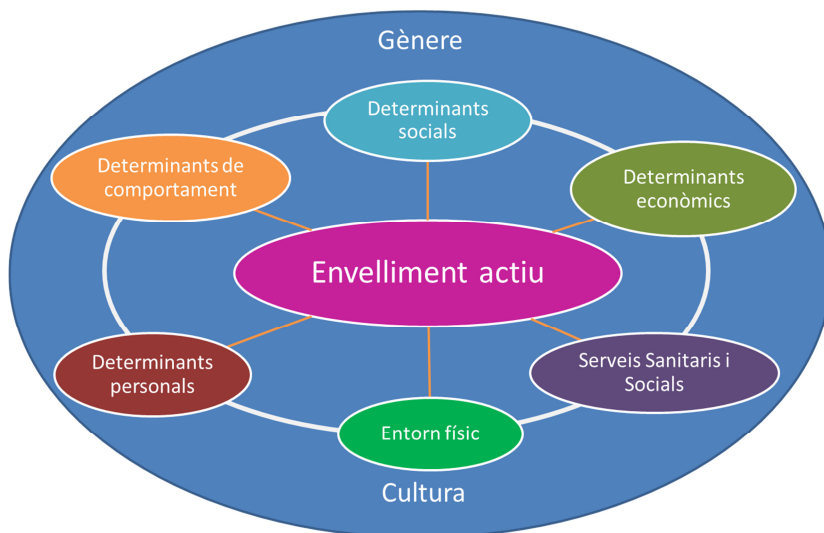 Gènere
Determinants
socials
Determinants de
comportament
Determinants
econòmics
Envelliment actiu
Determinants
personals
Serveis Sanitaris i
Socials
Entorn físic
Cultura